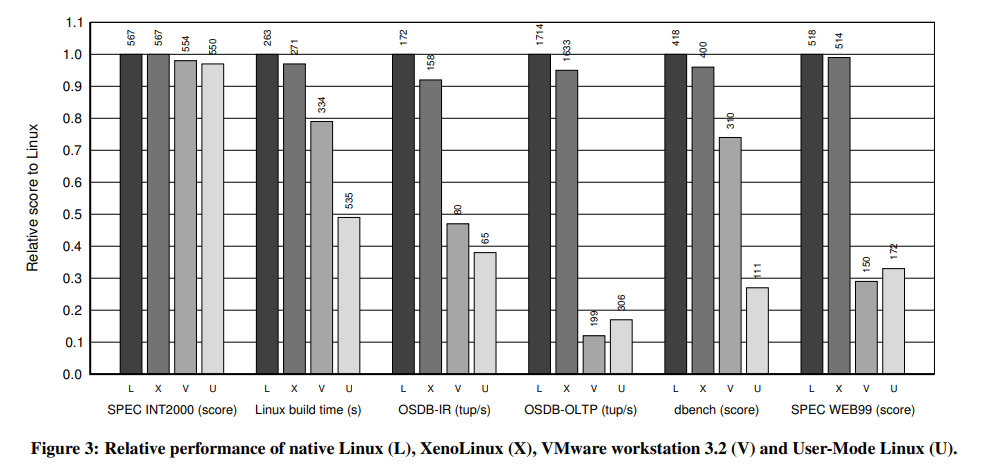 1.1
1.0
0.9
0.8
0.7
0.6
0.5
0.4
0.3
0.2
0.1
0.0
Relative score to Linux
567 567 554 550
263 271 334 535
172 158 80 65
1714 1633 199 306
418 400 310 111
518 514 150 172
L X V U L X V U L X V U L X V U L X V U L X V U
SPEC INT2000 (score) Linux build time (s) OSDB-IR (tup/s) OSDB-OLTP (tup/s) dbench (score) SPEC WEB99 (score)
Figure 3: Relative performance of native Linux (L), XenoLinux (X), VMware workstation 3.2 (V) and User-Mode Linux (U).